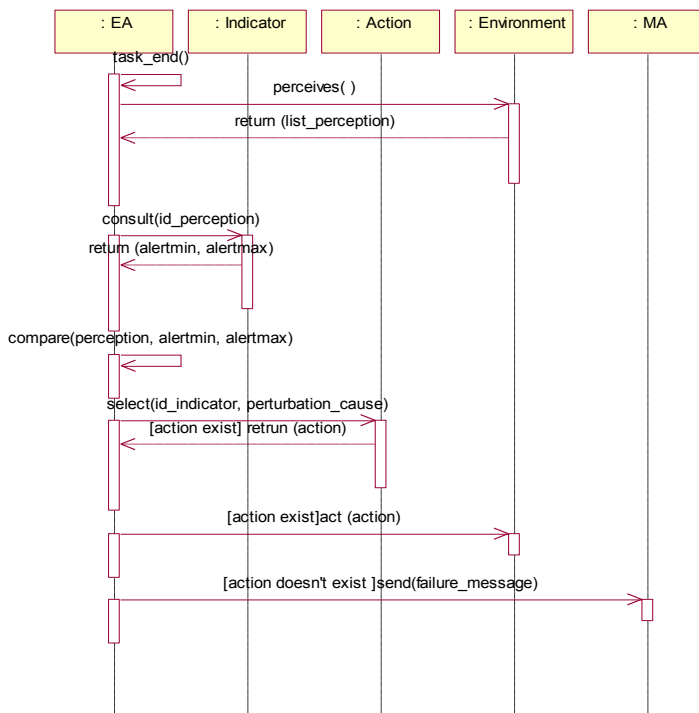 : EA
: Indicator
: Action
: Environment
: MA
task_end()
perceives( )
return (list_perception)
consult(id_perception)
return (alertmin, alertmax)
compare(perception, alertmin, alertmax)
select(id_indicator, perturbation_cause)
[action exist] retrun (action)
[action exist]act (action)
[action doesn't exist ]send(failure_message)